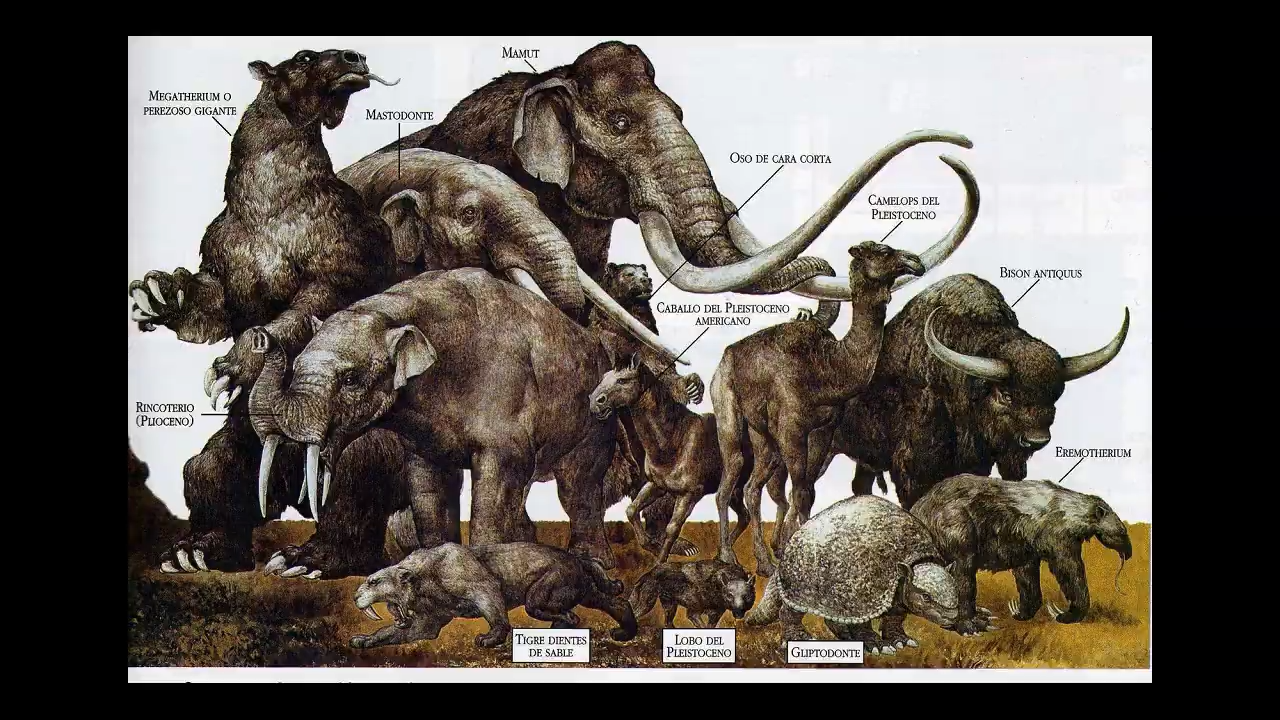 Mamut
Megatherium o
perezoso gigante
Mastodonte
Oso de cara corta
Camelops del
Pleistoceno
Bison antiquus
Caballo del Pleistoceno
americano
Rincoterio
(Plioceno)
Eremotherium
Tigre dientes
de sable
Lobo del
Pleistoceno
Gliptodonte